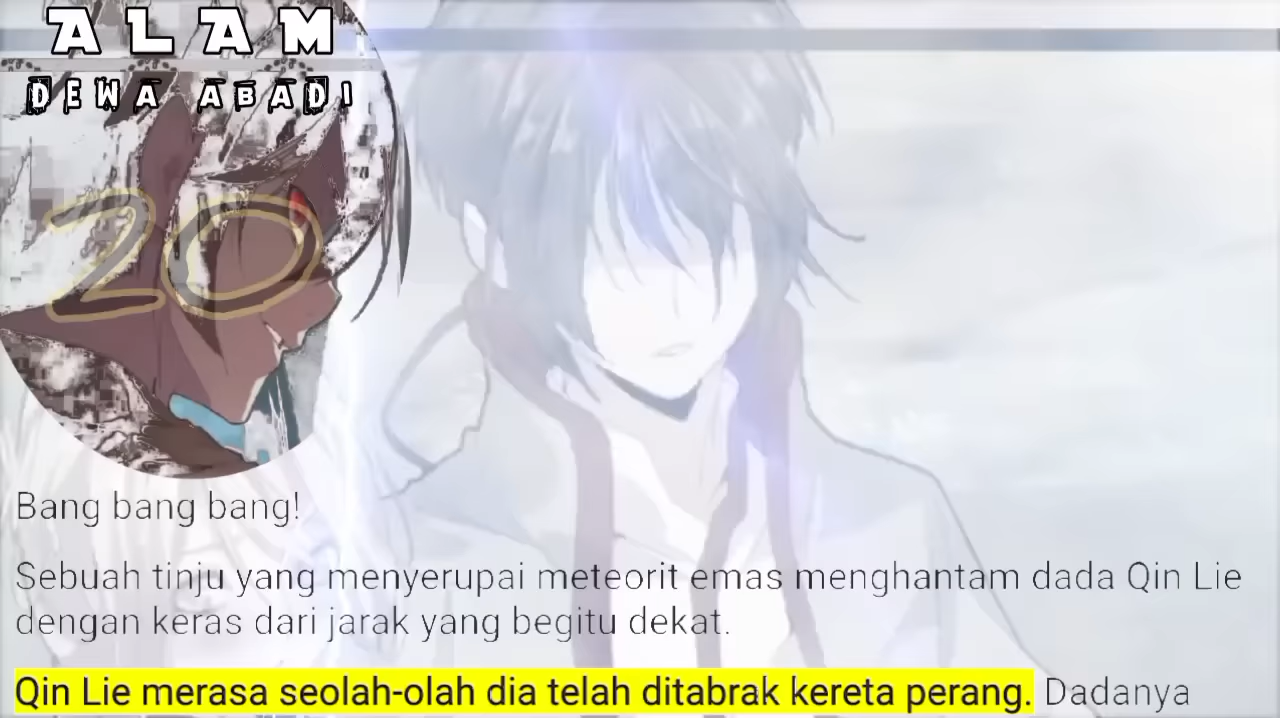 ALAM
DEWA ABADI
20
Bang bang bang!
Sebuah tinju yang menyerupai meteorit emas menghantam dada Qin Lie
dengan keras dari jarak yang begitu dekat.
Qin Lie merasa seolah-olah dia telah ditabrak kereta perang. Dadanya